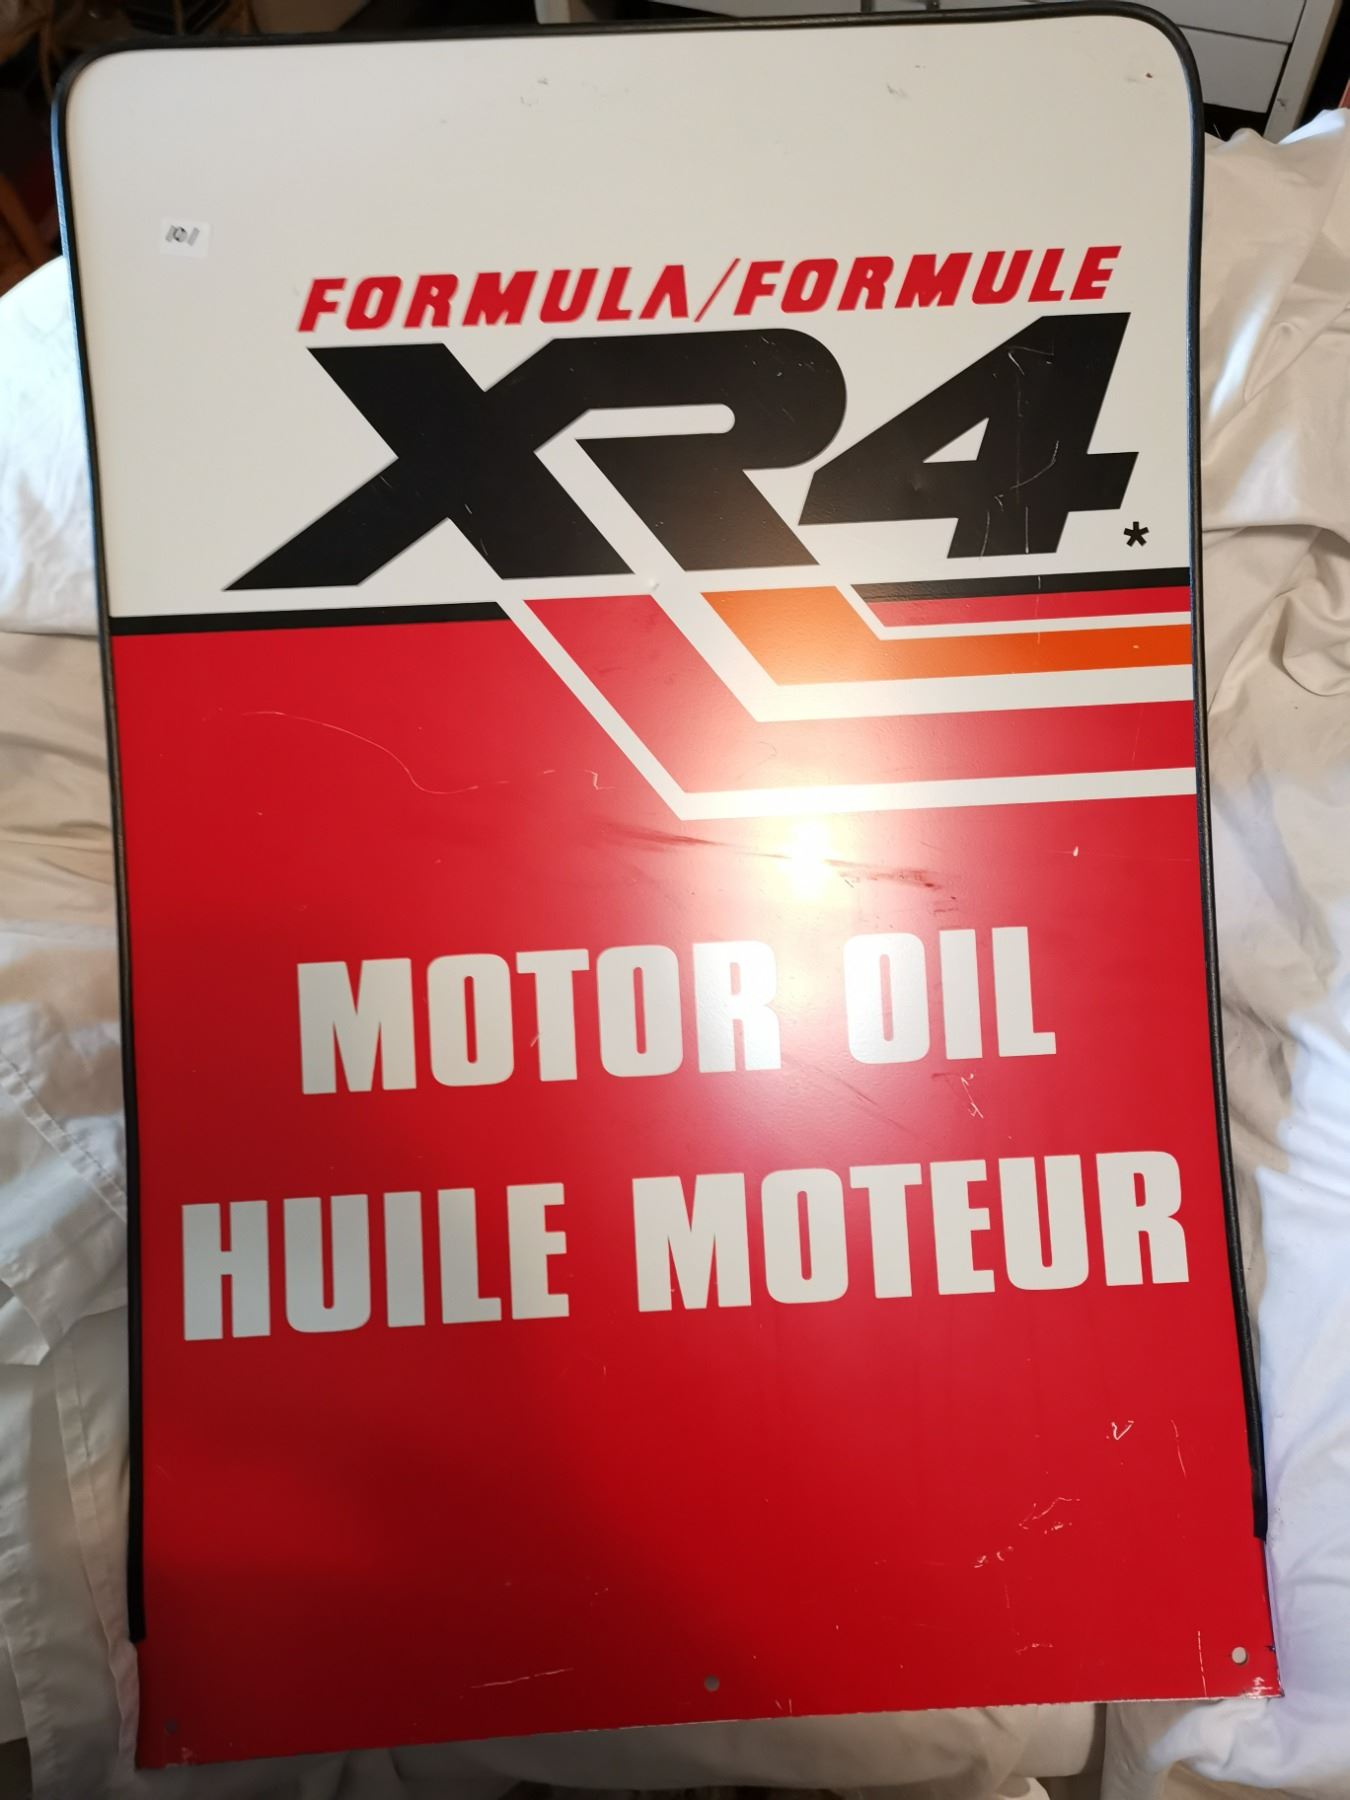 FORMULA/FORMULE
XR4*
MOTOR OIL
HUILE MOTEUR